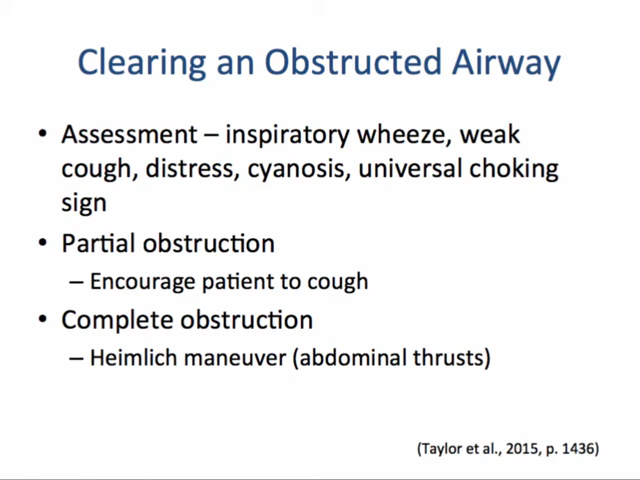 Clearing an Obstructed Airway
• Assessment – inspiratory wheeze, weak
cough, distress, cyanosis, universal choking
sign
• Partial obstruction
– Encourage patient to cough
• Complete obstruction
– Heimlich maneuver (abdominal thrusts)
(Taylor et al., 2015, p. 1436)